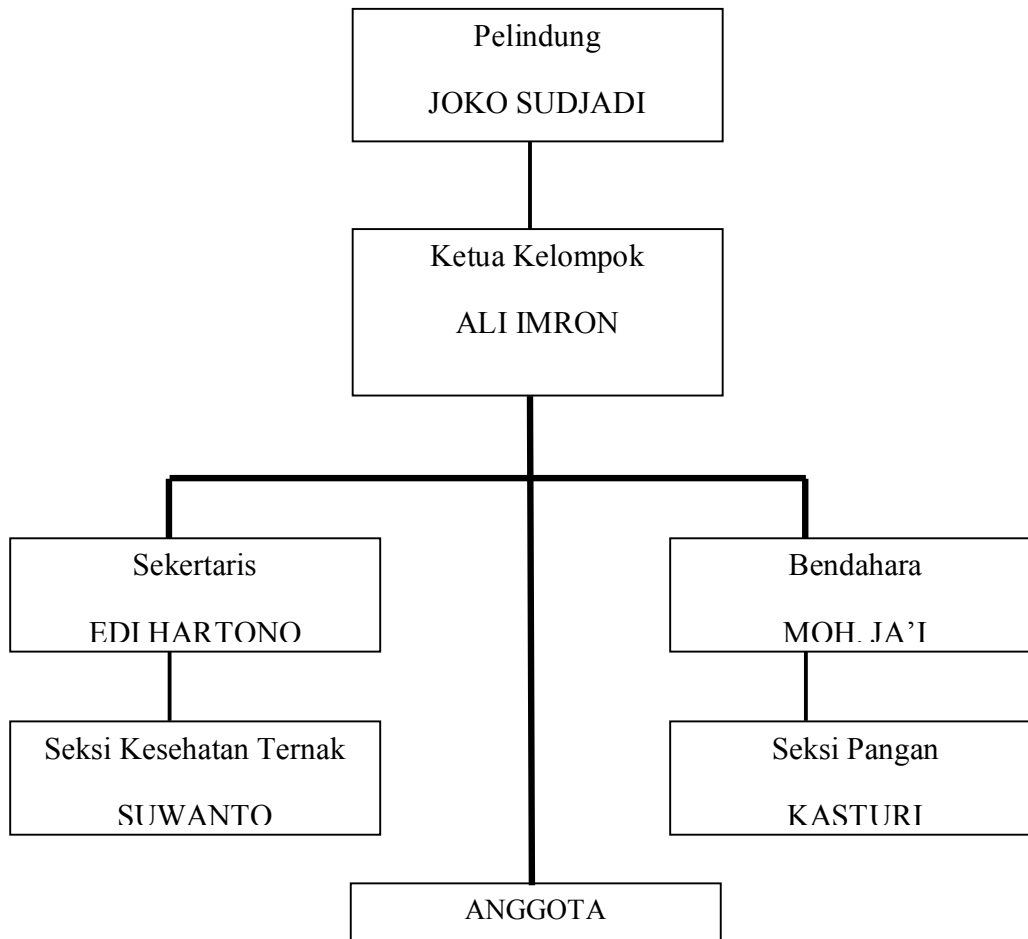 Pelindung
JOKO SUDJADI
Ketua Kelompok
ALI IMRON
Sekertaris
EDI HARTONO
Bendahara
MOH. JA’I
Seksi Kesehatan Ternak
SUWANTO
Seksi Pangan
KASTURI
ANGGOTA